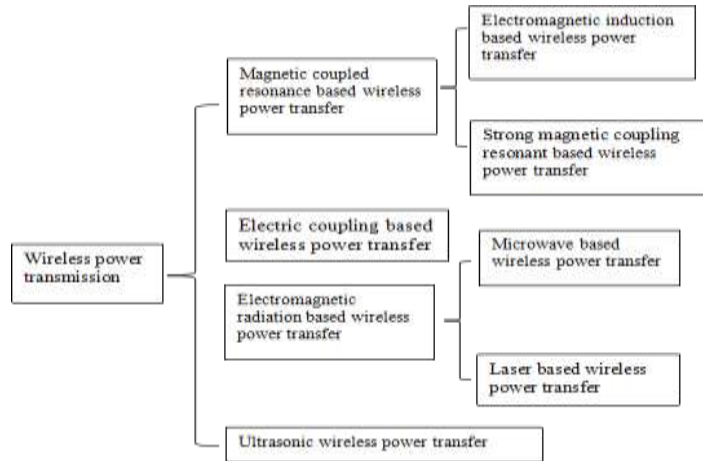 Electromagnetic induction
based wireless power
transfer
Magnetic coupled
resonance based wireless
power transfer
Strong magnetic coupling
resonant based wireless
power transfer
Electric coupling based
wireless power transfer
Microwave based
wireless power transfer
Wireless power
transmission
Electromagnetic
radiation based wireless
power transfer
Laser based wireless
power transfer
Ultrasonic wireless power transfer